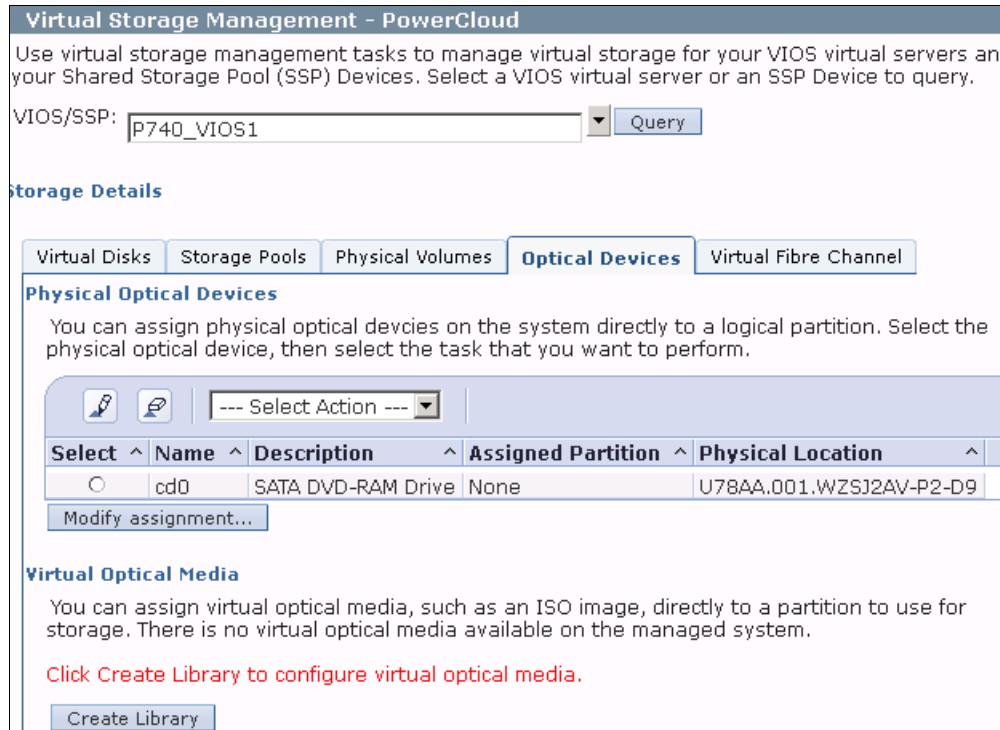 Virtual Storage Management - PowerCloud
Use virtual storage management tasks to manage virtual storage for your VIOS virtual servers an
your Shared Storage Pool (SSP) Devices. Select a VIOS virtual server or an SSP Device to query.
VIOS/SSP: P740_VIOS1 Query
Storage Details
Virtual Disks Storage Pools Physical Volumes Optical Devices Virtual Fibre Channel
Physical Optical Devices
You can assign physical optical devcies on the system directly to a logical partition. Select the
physical optical device, then select the task that you want to perform.
--- Select Action ---
Select ^ Name ^ Description ^ Assigned Partition ^ Physical Location ^
cd0 SATA DVD-RAM Drive None U78AA.001.WZSJ2AV-P2-D9
Modify assignment...
Virtual Optical Media
You can assign virtual optical media, such as an ISO image, directly to a partition to use for
storage. There is no virtual optical media available on the managed system.
Click Create Library to configure virtual optical media.
Create Library